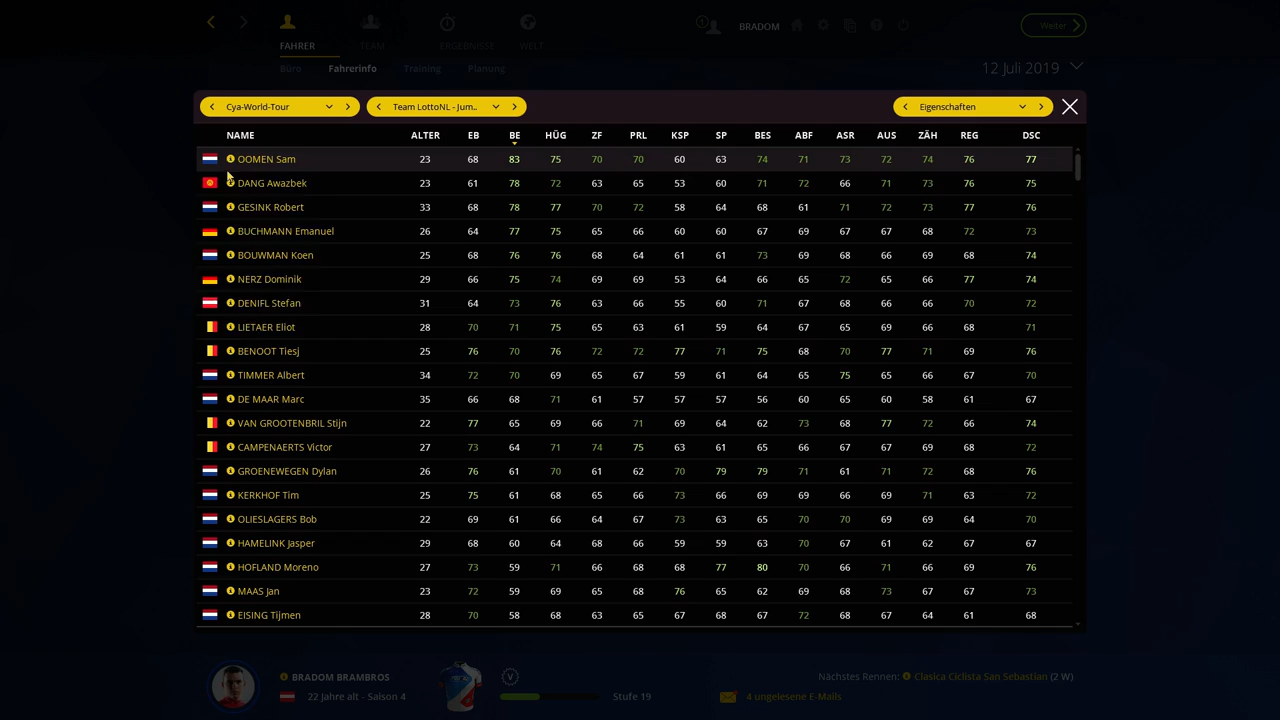 FAHRER TEAM ERGEBNISSE WELT
1 BRADOM
Weiter
Büro Fahrerinfo Training Planung
12 Juli 2019
Cya-World-Tour Team LottoNL - Jum.. Eigenschaften
NAME ALTER EB BE HÜG ZF PRL KSP SP BES ABF ASR AUS ZÄH REG DSC
OOMEN Sam 23 68 83 75 70 70 60 63 74 71 73 72 74 76 77
DANG Awazbek 23 61 78 72 63 65 53 60 71 72 66 71 73 76 75
GESINK Robert 33 68 78 77 70 72 58 64 68 61 71 72 73 77 76
BUCHMANN Emanuel 26 64 77 75 65 66 60 60 67 69 67 67 68 72 73
BOUWMAN Koen 25 68 76 76 68 64 61 61 73 69 68 66 69 68 74
NERZ Dominik 29 66 75 74 69 69 53 64 66 65 72 65 66 77 74
DENIFL Stefan 31 64 73 76 63 66 55 60 71 67 68 66 66 70 72
LIETAER Eliot 28 70 71 75 65 63 61 59 64 67 65 69 66 68 71
BENOOT Tiesj 25 76 70 76 72 72 77 71 75 68 70 77 71 69 76
TIMMER Albert 34 72 70 69 65 67 59 61 64 65 75 65 66 67 70
DE MAAR Marc 35 66 68 71 61 57 57 57 56 60 65 60 58 61 67
VAN GROOTENBRIL Stijn 22 77 65 69 66 71 69 64 62 73 68 77 72 66 74
CAMPENAERTS Victor 27 73 64 71 74 75 63 61 65 66 67 67 69 68 72
GROENEWEGEN Dylan 26 76 61 70 61 62 70 79 79 71 61 71 72 68 76
KERKHOF Tim 25 75 61 68 65 66 73 66 69 69 66 69 71 63 72
OLIESLAGERS Bob 22 69 61 66 64 67 73 63 65 70 70 69 69 64 70
HAMELINK Jasper 29 68 60 64 68 66 59 59 63 70 67 61 62 67 67
HOFLAND Moreno 27 73 59 71 66 68 68 77 80 70 66 71 66 69 76
MAAS Jan 23 72 59 69 65 68 76 65 62 69 68 73 67 67 73
EISING Tijmen 28 70 58 68 63 65 67 68 67 72 68 67 64 61 68
BRADOM BRAMBROS
22 Jahre alt - Saison 4
V
Stufe 19
Nächstes Rennen: Clasica Ciclista San Sebastian (2 W)
4 ungelesene E-Mails